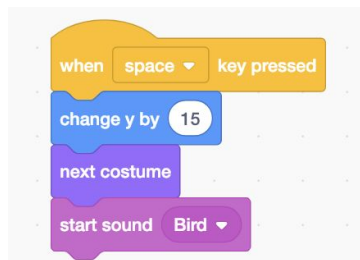 when space key pressed
change y by 15
next costume
start sound Bird